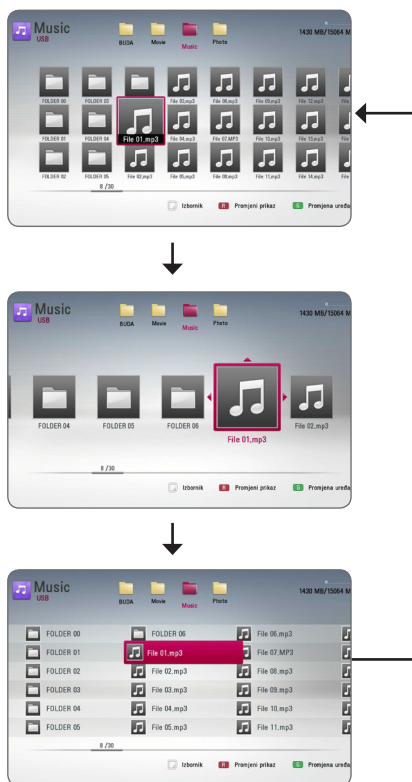 Music
USB
BUDA Movie Music Photo
1430 MB/15064 M
FOLDER 00 FOLDER 03 File 03.mp3 File 06.mp3 File 09.mp3 File 12.mp3 File
FOLDER 01 FOLDER 04 File 01.mp3 File 04.mp3 File 07.MP3 File 10.mp3 File 13.mp3 File
FOLDER 02 FOLDER 05 File 02.mp3 File 05.mp3 File 08.mp3 File 11.mp3 File 14.mp3 File
8 /30
Izbornik R Promjeni prikaz G Promjena uređa
Music
USB
BUDA Movie Music Photo
1430 MB/15064 M
FOLDER 04 FOLDER 05 FOLDER 06 File 01.mp3 File 02.mp3
8 /30
Izbornik R Promjeni prikaz G Promjena uređa
Music
USB
BUDA Movie Music Photo
1430 MB/15064 M
FOLDER 00 FOLDER 06 File 06.mp3
FOLDER 01 File 01.mp3 File 07.MP3
FOLDER 02 File 02.mp3 File 08.mp3
FOLDER 03 File 03.mp3 File 09.mp3
FOLDER 04 File 04.mp3 File 10.mp3
FOLDER 05 File 05.mp3 File 11.mp3
8 /30
Izbornik R Promjeni prikaz G Promjena uređa